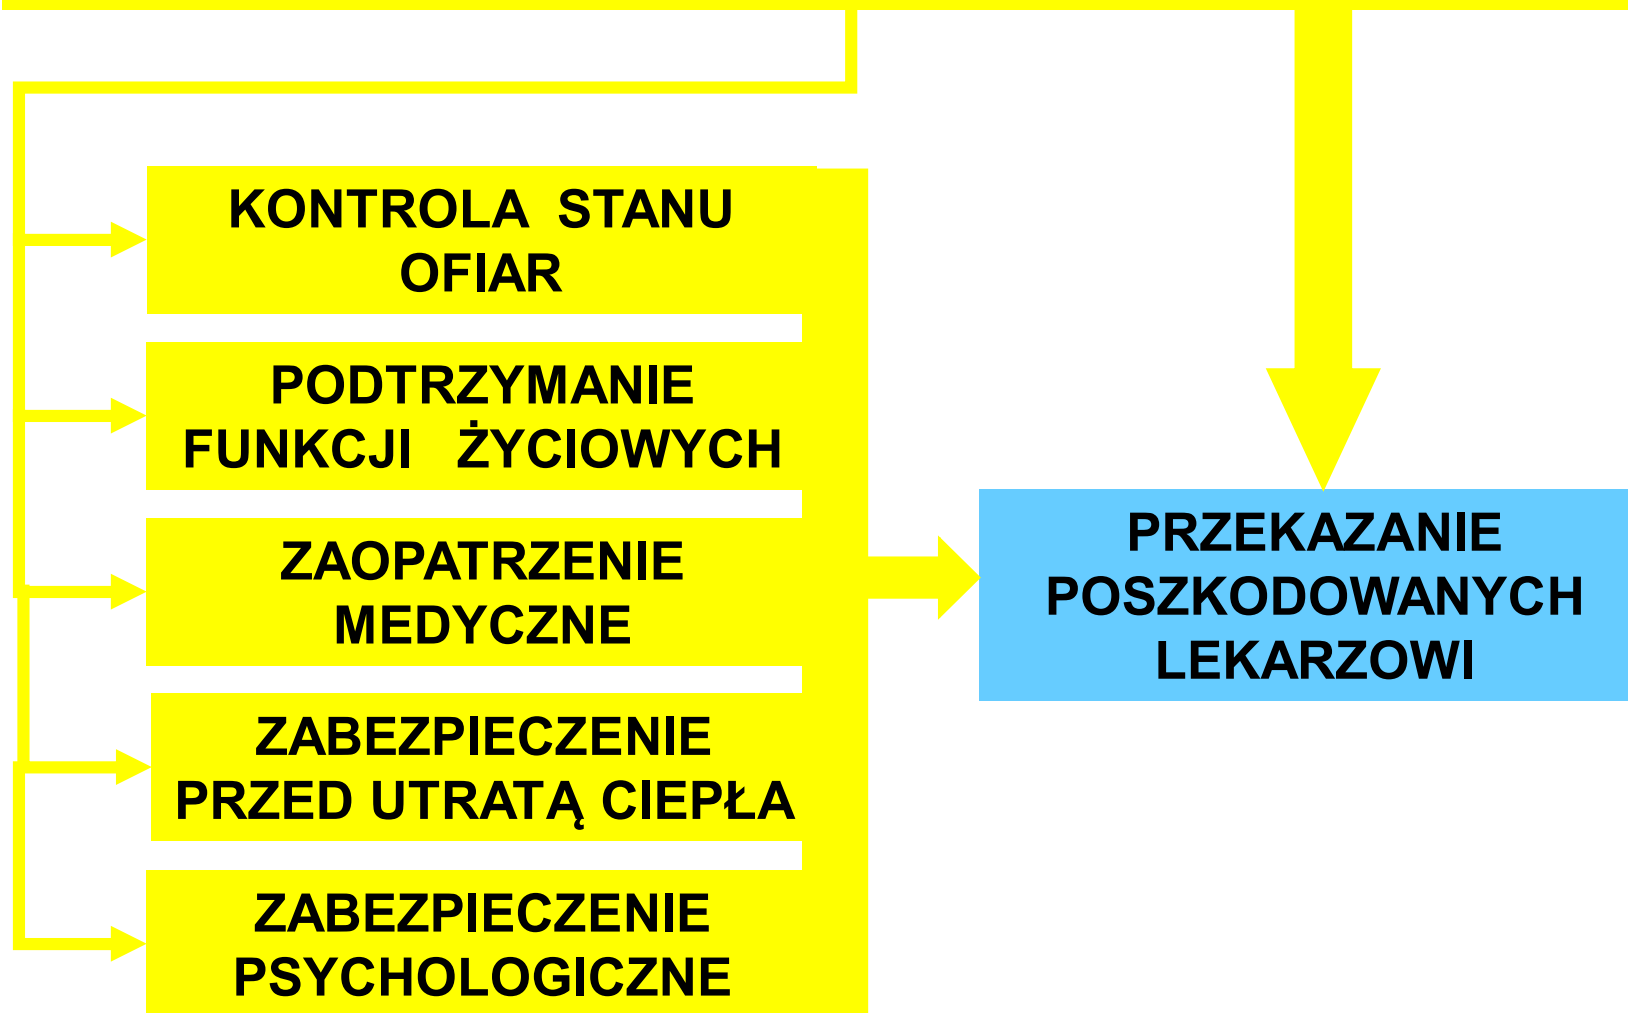 KONTROLA STANU
OFIAR
PODTRZYMANIE
FUNKCJI ŻYCIOWYCH
ZAOPATRZENIE
MEDYCZNE
ZABEZPIECZENIE
PRZED UTRATĄ CIEPŁA
ZABEZPIECZENIE
PSYCHOLOGICZNE
PRZEKAZANIE
POSZKODOWANYCH
LEKARZOWI